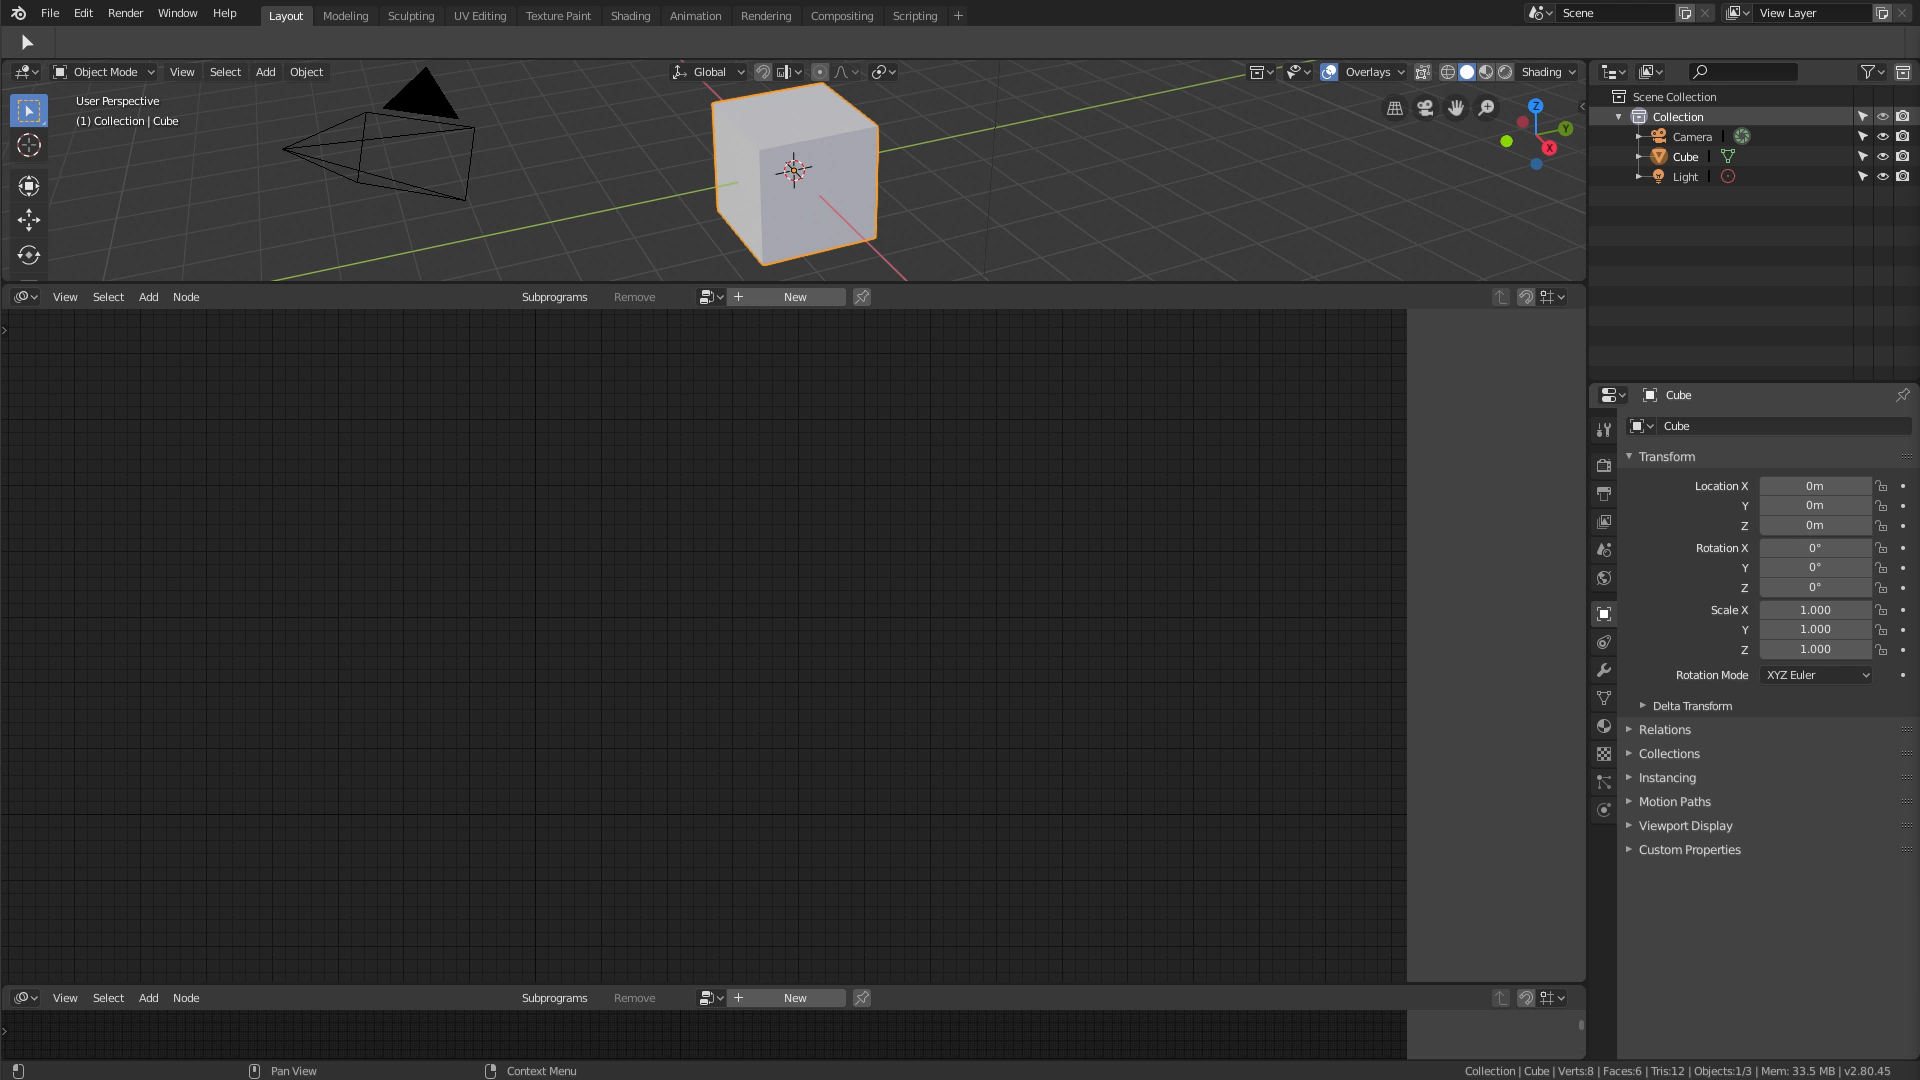 File Edit Render Window Help Layout Modeling Sculpting UV Editing Texture Paint Shading Animation Rendering Compositing Scripting + Scene View Layer
Object Mode View Select Add Object Global Overlays Shading
User Perspective
(1) Collection | Cube
Z
Y
X
Scene Collection
Collection
Camera
Cube
Light
View Select Add Node Subprograms Remove + New
Cube
Cube
Transform
Location X 0m
Y 0m
Z 0m
Rotation X 0°
Y 0°
Z 0°
Scale X 1.000
Y 1.000
Z 1.000
Rotation Mode XYZ Euler
Delta Transform
Relations
Collections
Instancing
Motion Paths
Viewport Display
Custom Properties
View Select Add Node Subprograms Remove + New
Pan View Context Menu Collection | Cube | Verts:8 | Faces:6 | Tris:12 | Objects:1/3 | Mem: 33.5 MB | v2.80.45